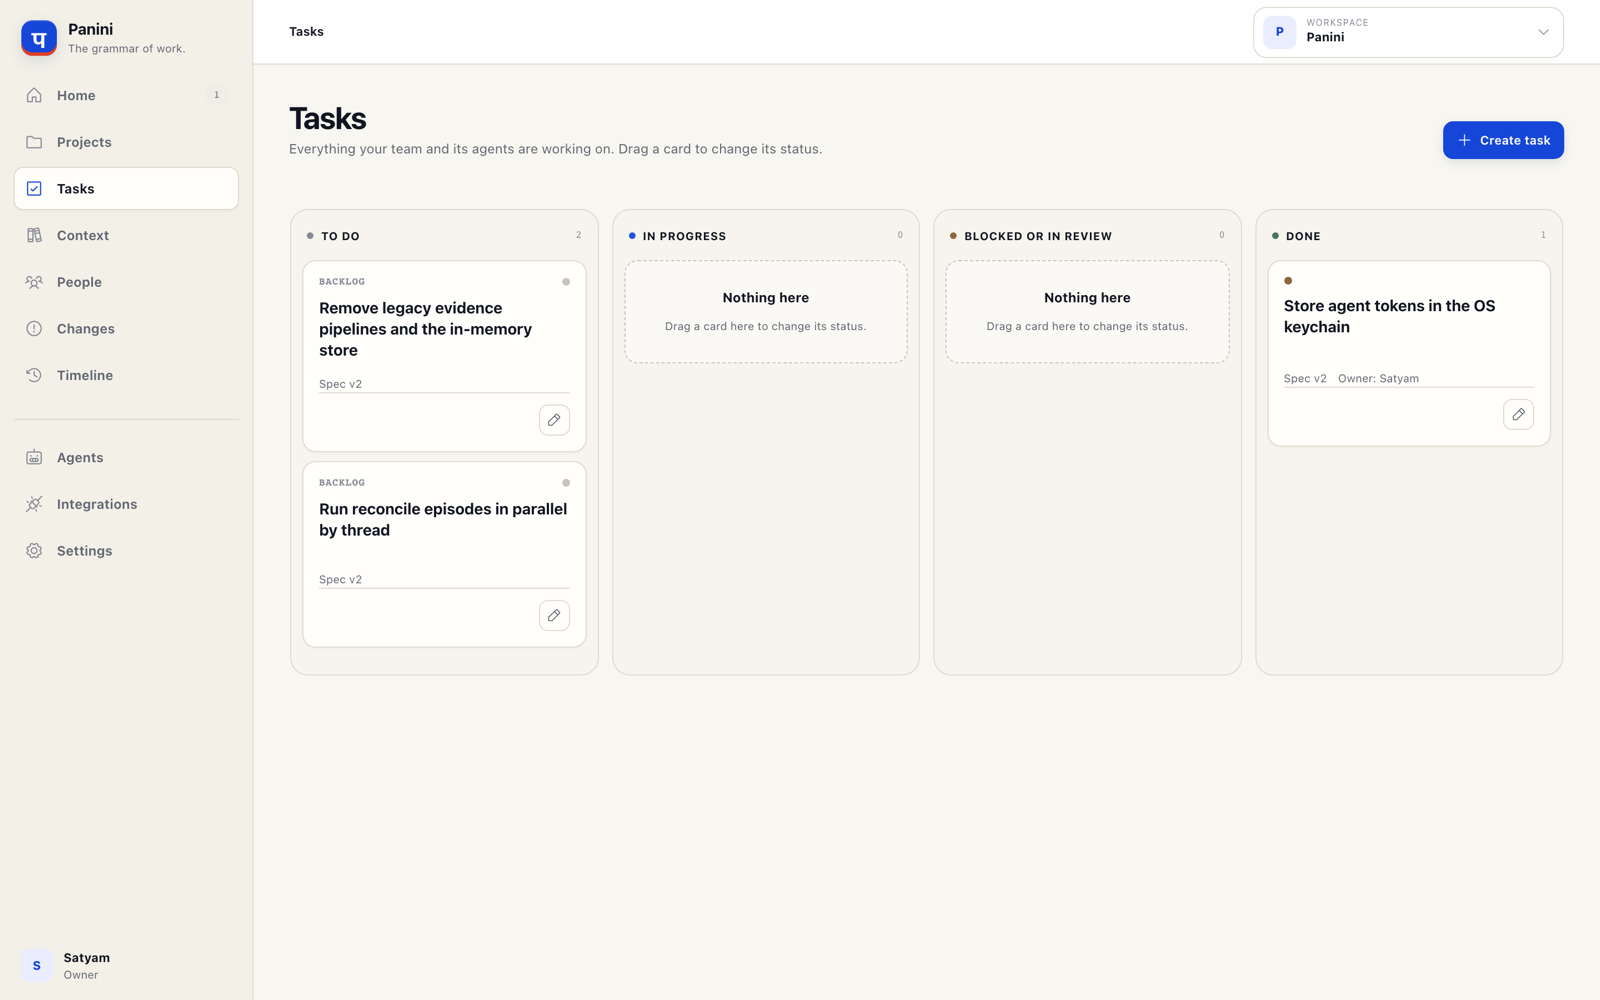 प
Panini
The grammar of work.
Home
1
Projects
Tasks
Context
People
Changes
Timeline
Agents
Integrations
Settings
S
Satyam
Owner
Tasks
P
WORKSPACE
Panini
Tasks
Everything your team and its agents are working on. Drag a card to change its status.
Create task
TO DO
2
BACKLOG
Remove legacy evidence
pipelines and the in-memory
store
Spec v2
BACKLOG
Run reconcile episodes in parallel
by thread
Spec v2
IN PROGRESS
0
Nothing here
Drag a card here to change its status.
BLOCKED OR IN REVIEW
0
Nothing here
Drag a card here to change its status.
DONE
1
Store agent tokens in the OS
keychain
Spec v2 Owner: Satyam